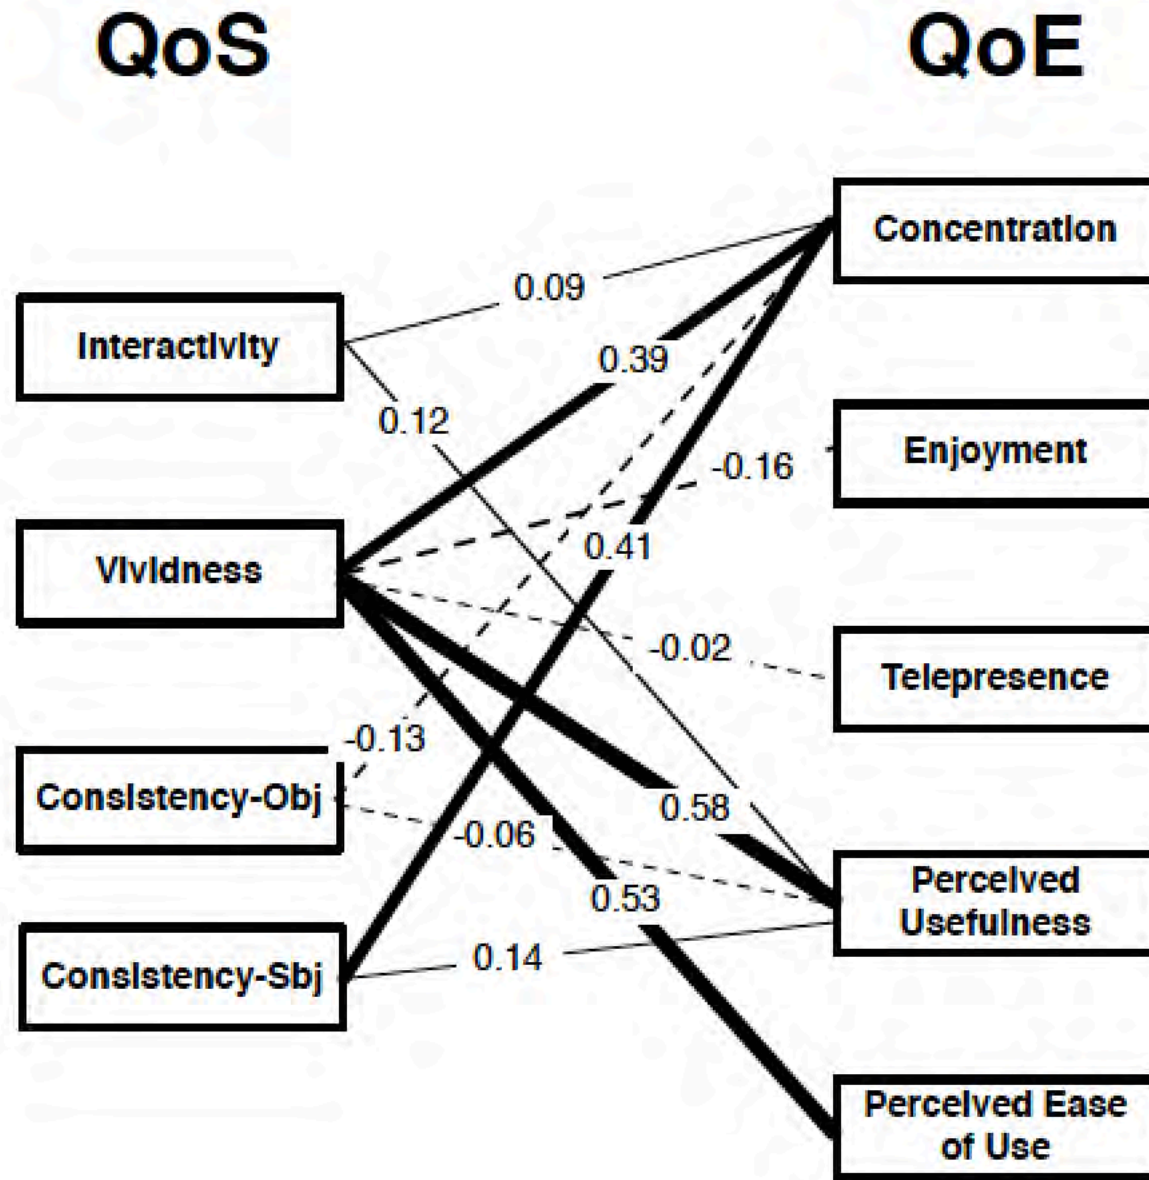 QoS
QoE
Concentration
0.09
Interactivity
0.39
0.12
Enjoyment
-0.16
0.41
Vividness
-0.02
Telepresence
-0.13
Consistency-Obj
0.58
-0.06
Perceived
Usefulness
0.53
0.14
Consistency-Sbj
Perceived Ease
of Use